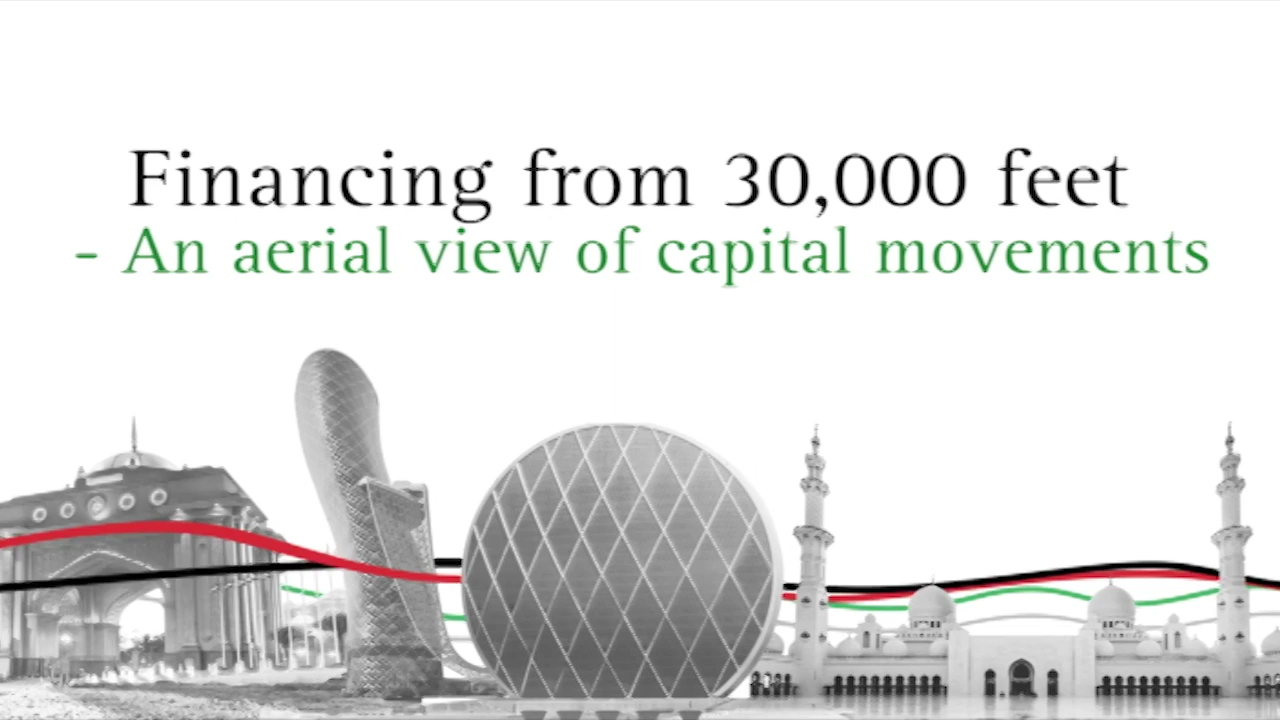 Financing from 30,000 feet
- An aerial view of capital movements